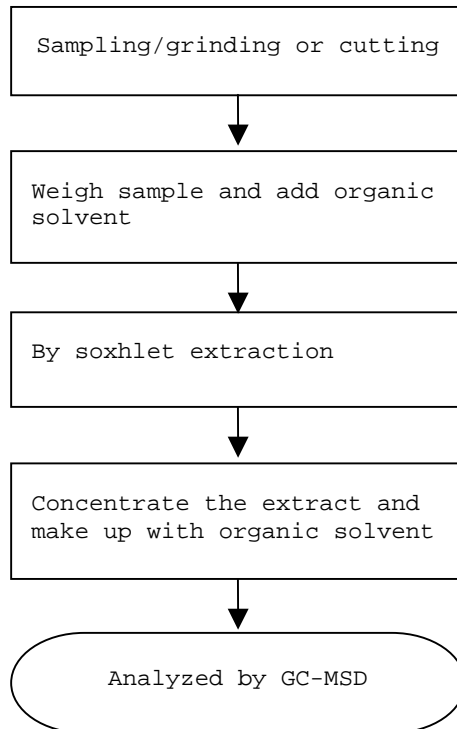 Sampling/grinding or cutting
Weigh sample and add organic
solvent
By soxhlet extraction
Concentrate the extract and
make up with organic solvent
Analyzed by GC-MSD